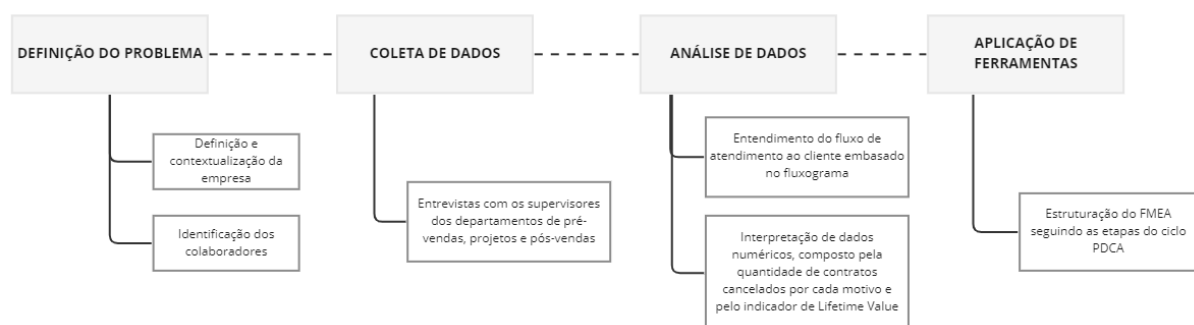 DEFINIÇÃO DO PROBLEMA
COLETA DE DADOS
ANÁLISE DE DADOS
APLICAÇÃO DE
FERRAMENTAS
Definição e
contextualização da
empresa
Identificação dos
colaboradores
Entrevistas com os supervisores
dos departamentos de pré-
vendas, projetos e pós-vendas
Entendimento do fluxo de
atendimento ao cliente embasado
no fluxograma
Interpretação de dados
numéricos, composto pela
quantidade de contratos
cancelados por cada motivo e
pelo indicador de Lifetime Value
Estruturação do FMEA
seguindo as etapas do ciclo
PDCA